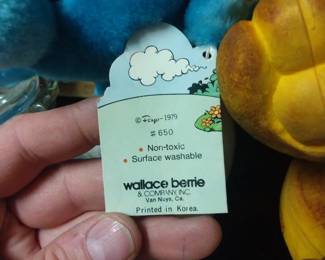 © Peyo - 1979
# 650
• Non-toxic
• Surface washable
wallace berrie
& COMPANY, INC.
Van Nuys, Ca.
Printed in Korea.